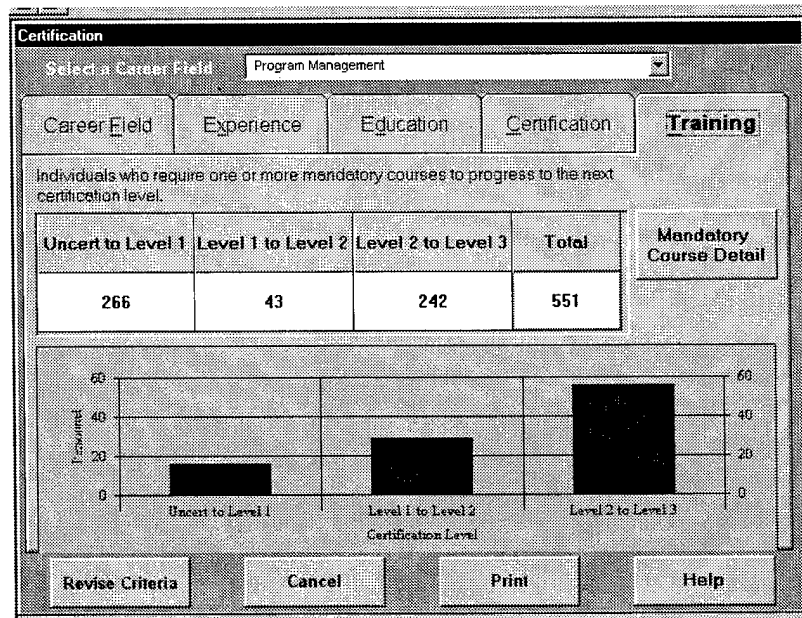 Certification
Select a Career Field
Program Management
Career Field
Experience
Education
Certification
Training
Individuals who require one or more mandatory courses to progress to the next
certification level.
Uncert to Level 1
Level 1 to Level 2
Level 2 to Level 3
Total
Mandatory
Course Detail
266
43
242
551
60
40
20
0
60
40
20
0
Uncert to Level 1
Level 1 to Level 2
Level 2 to Level 3
Certification Level
Revise Criteria
Cancel
Print
Help